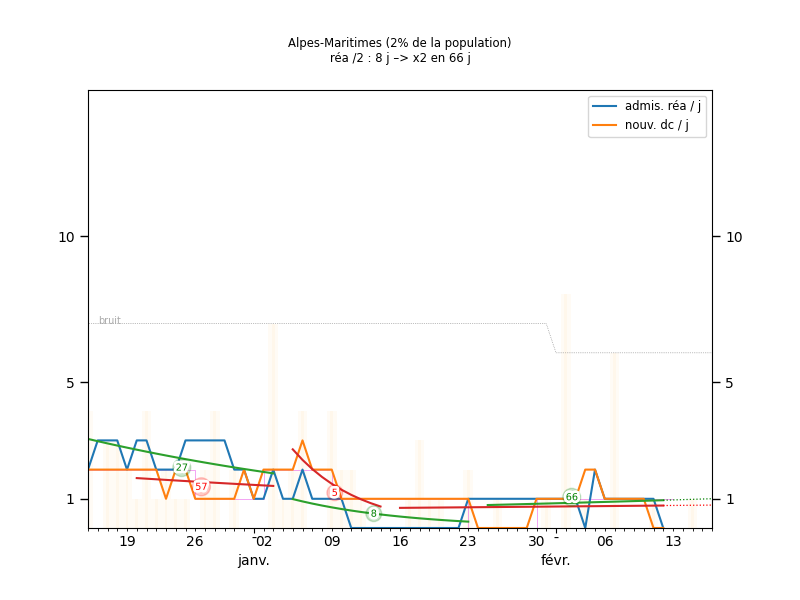 Alpes-Maritimes (2% de la population)
réa /2 : 8 j –> x2 en 66 j
admis. réa / j
nouv. dc / j
10
10
bruit
5
5
27
57
5
66
8
1
1
19
26
02
09
16
23
30
06
13
janv.
févr.